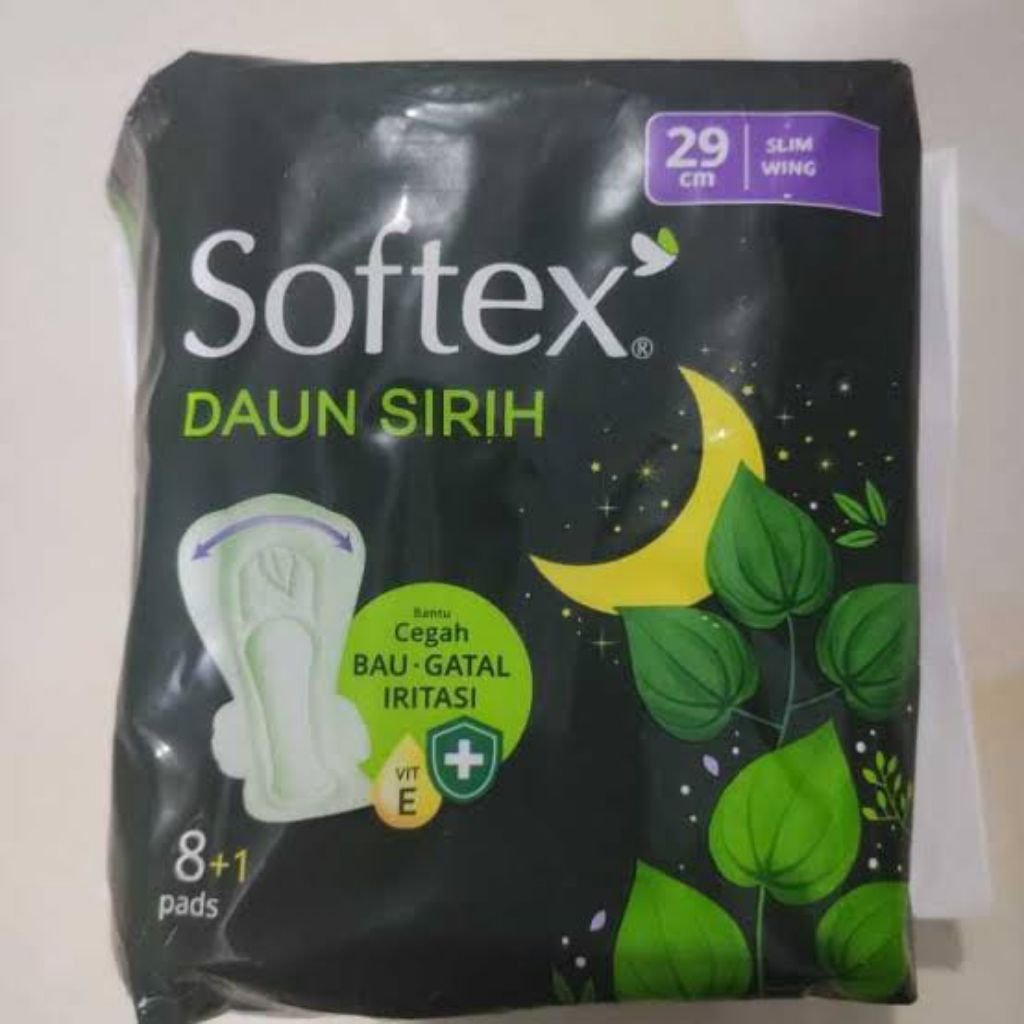 29
cm
SLIM
WING
Softex®
DAUN SIRIH
Bantu
Cegah
BAU·GATAL
IRITASI
VIT
E
8+1
pads